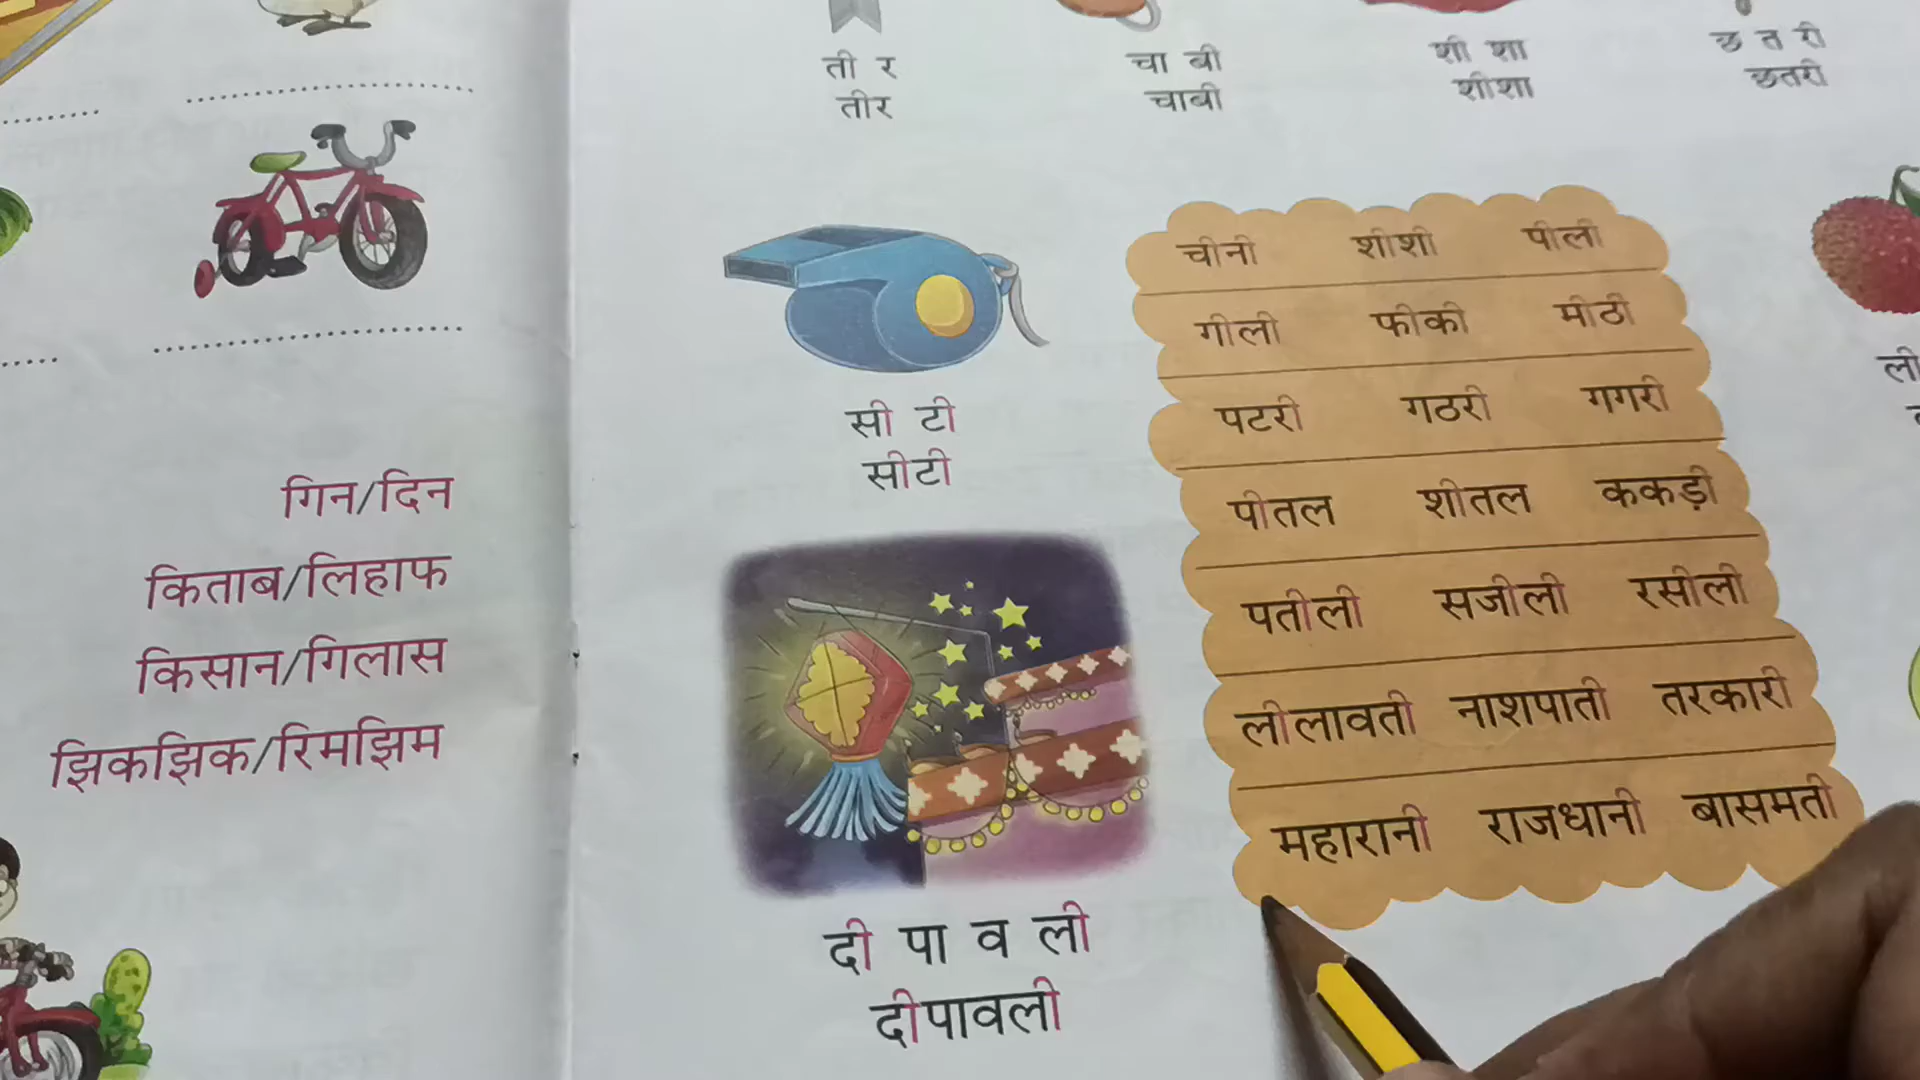 गिन/दिन
किताब/लिहाफ
किसान/गिलास
झिकझिक/रिमझिम
ती र
तीर
चा बी
चाबी
शी शा
शीशा
छ त री
छतरी
सी टी
सीटी
दी पा व ली
दीपावली
चीनी शीशी पीली
गीली फीकी मीठी
पटरी गठरी गगरी
पीतल शीतल ककड़ी
पतीली सजीली रसीली
लीलावती नाशपाती तरकारी
महारानी राजधानी बासमती
ली